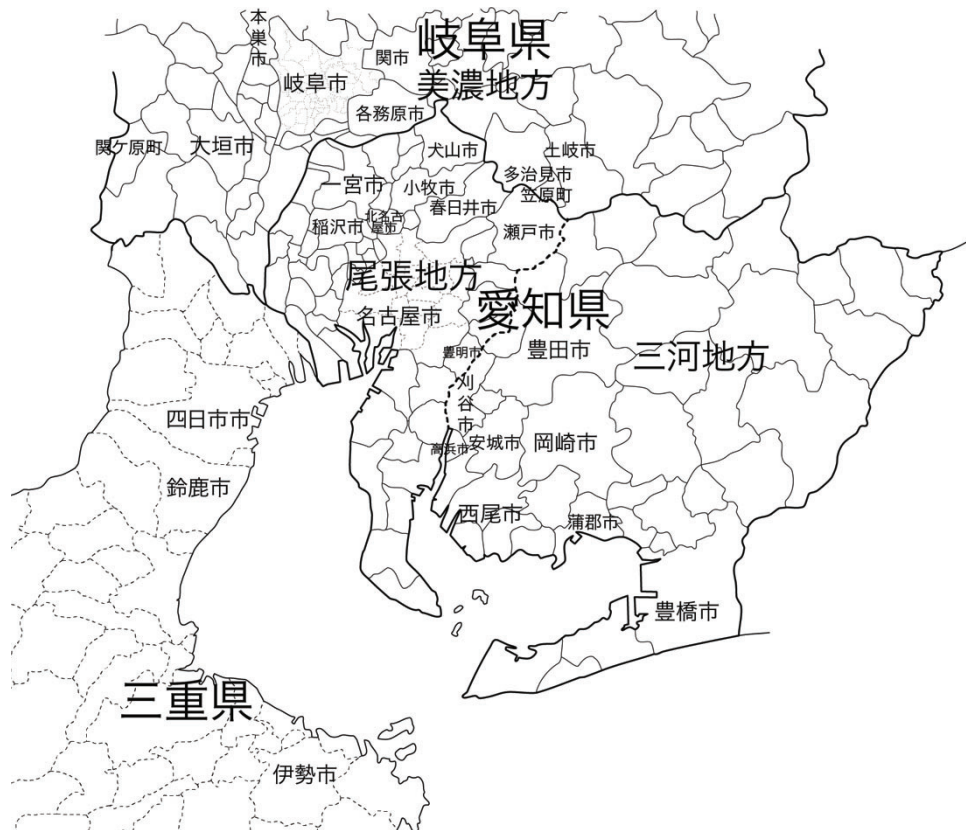 本巣市
岐阜県
関市
美濃地方
岐阜市
各務原市
関ケ原町
大垣市
犬山市
土岐市
多治見市
笠原町
一宮市
小牧市
春日井市
北名古
屋市
稲沢市
瀬戸市
尾張地方
愛知県
名古屋市
豊明市
豊田市
三河地方
刈谷市
四日市市
高浜市
安城市
岡崎市
鈴鹿市
西尾市
蒲郡市
豊橋市
三重県
伊勢市